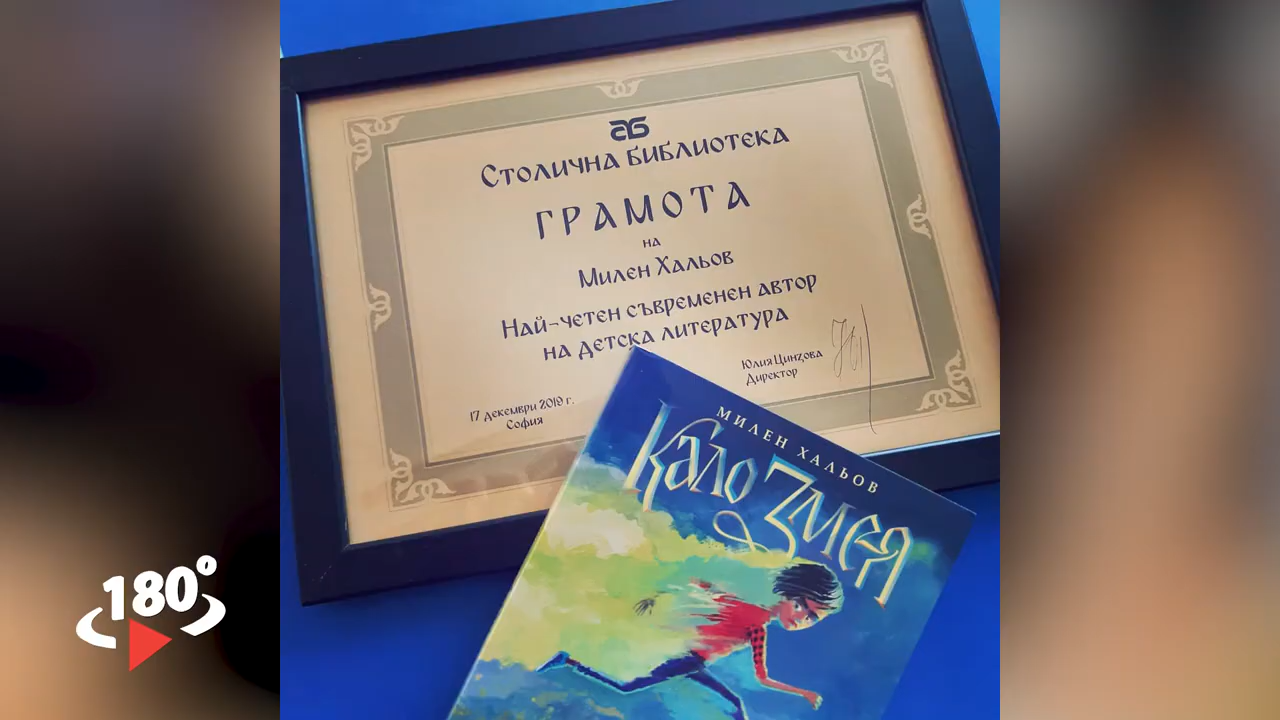 Столична библиотека
ГРАМОТА
на
Милен Хальов
Най-четен съвременен автор
на детска литература
Юлия Цинзова
Директор
17 декември 2019 г.
София
МИЛЕН ХАЛЬОВ
Кало Змея
180°